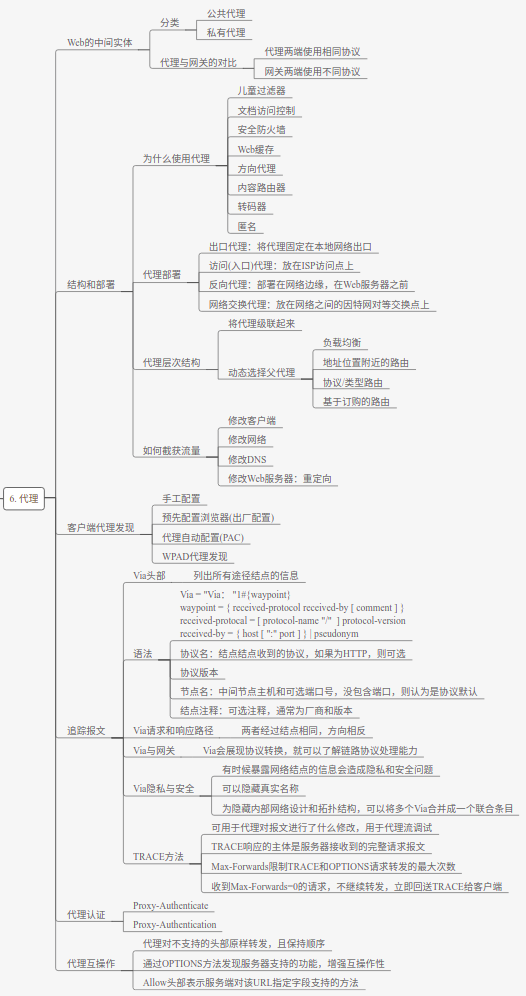 6. 代理
Web的中间实体
分类
公共代理
私有代理
代理与网关的对比
代理两端使用相同协议
网关两端使用不同协议
结构和部署
为什么使用代理
儿童过滤器
文档访问控制
安全防火墙
Web缓存
方向代理
内容路由器
转码器
匿名
代理部署
出口代理：将代理固定在本地网络出口
访问(入口)代理：放在ISP访问点上
反向代理：部署在网络边缘，在Web服务器之前
网络交换代理：放在网络之间的因特网对等交换点上
代理层次结构
将代理级联起来
动态选择父代理
负载均衡
地址位置附近的路由
协议/类型路由
基于订购的路由
如何截获流量
修改客户端
修改网络
修改DNS
修改Web服务器：重定向
客户端代理发现
手工配置
预先配置浏览器(出厂配置)
代理自动配置(PAC)
WPAD代理发现
追踪报文
Via头部
列出所有途径结点的信息
语法
Via = "Via： "1#{waypoint}
waypoint = { received-protocol received-by [ comment ] }
received-protocal = [ protocol-name "/" ] protocol-version
received-by = { host [ ":" port ] } | pseudonym
协议名：结点结点收到的协议，如果为HTTP，则可选
协议版本
节点名：中间节点主机和可选端口号，没包含端口，则认为是协议默认
结点注释：可选注释，通常为厂商和版本
Via请求和响应路径
两者经过结点相同，方向相反
Via与网关
Via会展现协议转换，就可以了解链路协议处理能力
Via隐私与安全
有时候暴露网络结点的信息会造成隐私和安全问题
可以隐藏真实名称
为隐藏内部网络设计和拓扑结构，可以将多个Via合并成一个联合条目
TRACE方法
可用于代理对报文进行了什么修改，用于代理流调试
TRACE响应的主体是服务器接收到的完整请求报文
Max-Forwards限制TRACE和OPTIONS请求转发的最大次数
收到Max-Forwards=0的请求，不继续转发，立即回送TRACE给客户端
代理认证
Proxy-Authenticate
Proxy-Authentication
代理互操作
代理对不支持的头部原样转发，且保持顺序
通过OPTIONS方法发现服务器支持的功能，增强互操作性
Allow头部表示服务端对该URL指定字段支持的方法